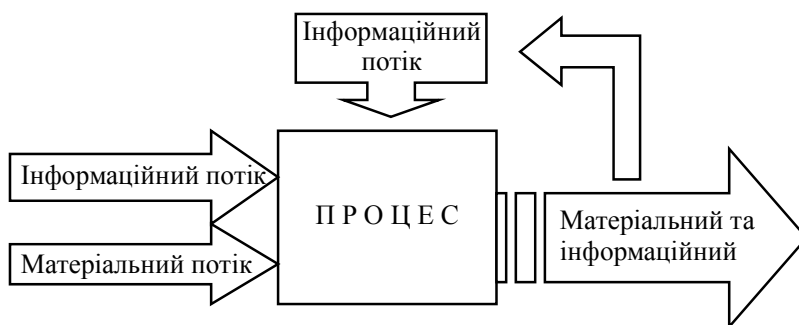 Інформаційний
потік
Інформаційний потік
Матеріальний потік
П Р О Ц Е С
Матеріальний та
інформаційний